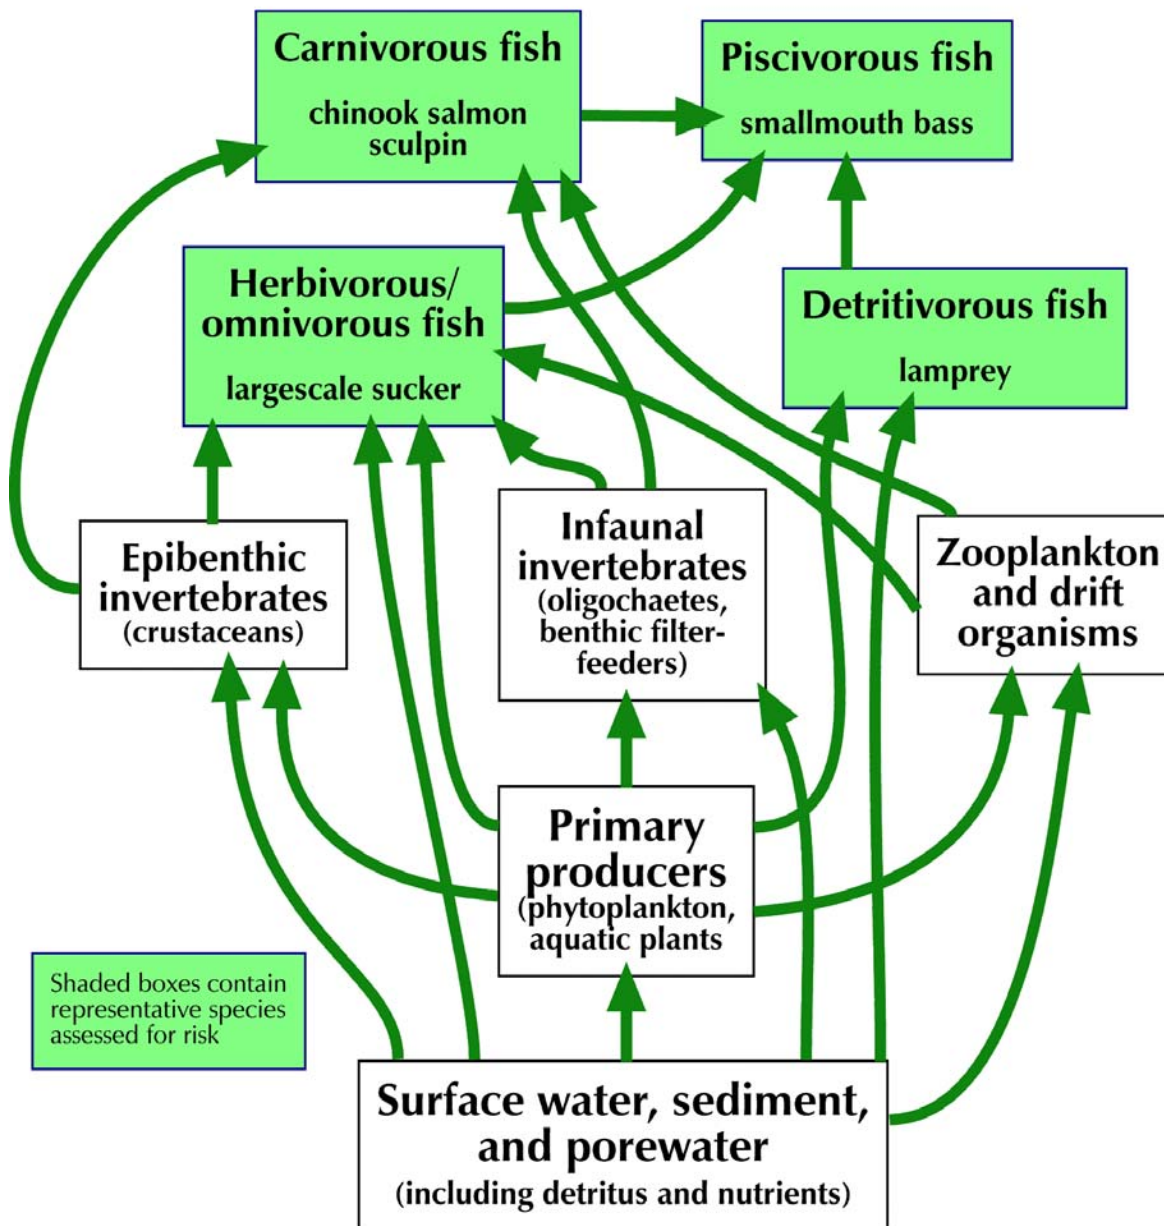 Carnivorous fish
chinook salmon
sculpin
Piscivorous fish
smallmouth bass
Herbivorous/
omnivorous fish
largescale sucker
Detritivorous fish
lamprey
Epibenthic
invertebrates
(crustaceans)
Infaunal
invertebrates
(oligochaetes,
benthic filter-
feeders)
Zooplankton
and drift
organisms
Primary
producers
(phytoplankton,
aquatic plants
Shaded boxes contain
representative species
assessed for risk
Surface water, sediment,
and porewater
(including detritus and nutrients)